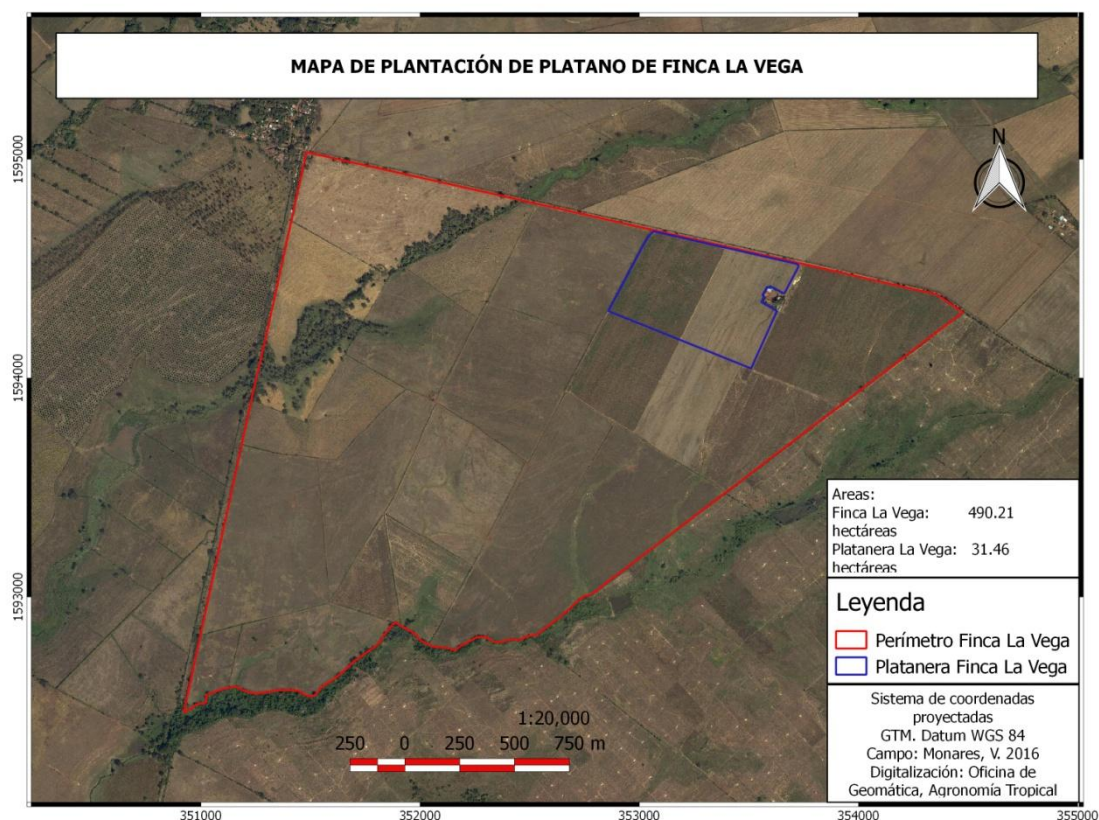 MAPA DE PLANTACIÓN DE PLATANO DE FINCA LA VEGA
N
1595000
1594000
1593000
Areas:
Finca La Vega: 490.21
hectáreas
Platanera La Vega: 31.46
hectáreas
Leyenda
Perímetro Finca La Vega
Platanera Finca La Vega
Sistema de coordenadas
proyectadas
GTM. Datum WGS 84
Campo: Monares, V. 2016
Digitalización: Oficina de
Geomática, Agronomía Tropical
1:20,000
250 0 250 500 750 m
351000 352000 353000 354000 355000